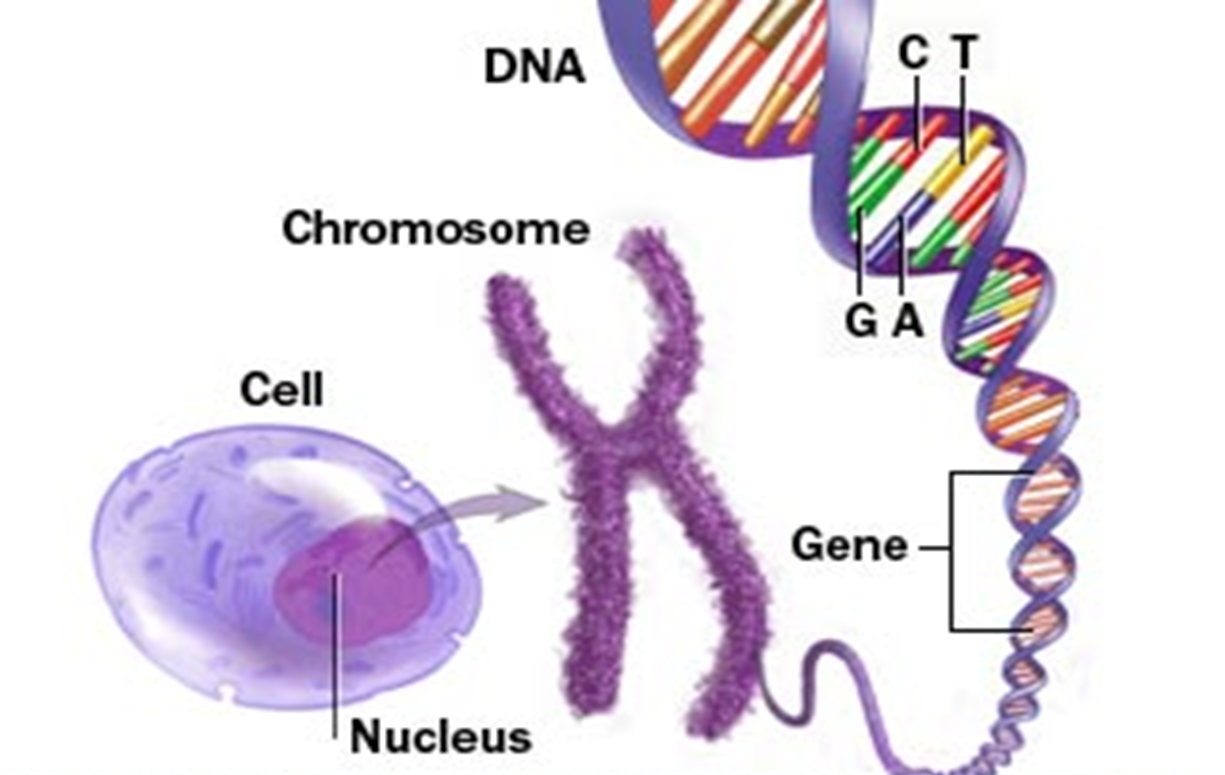 DNA
C T
Chromosome
G A
Cell
Gene
Nucleus